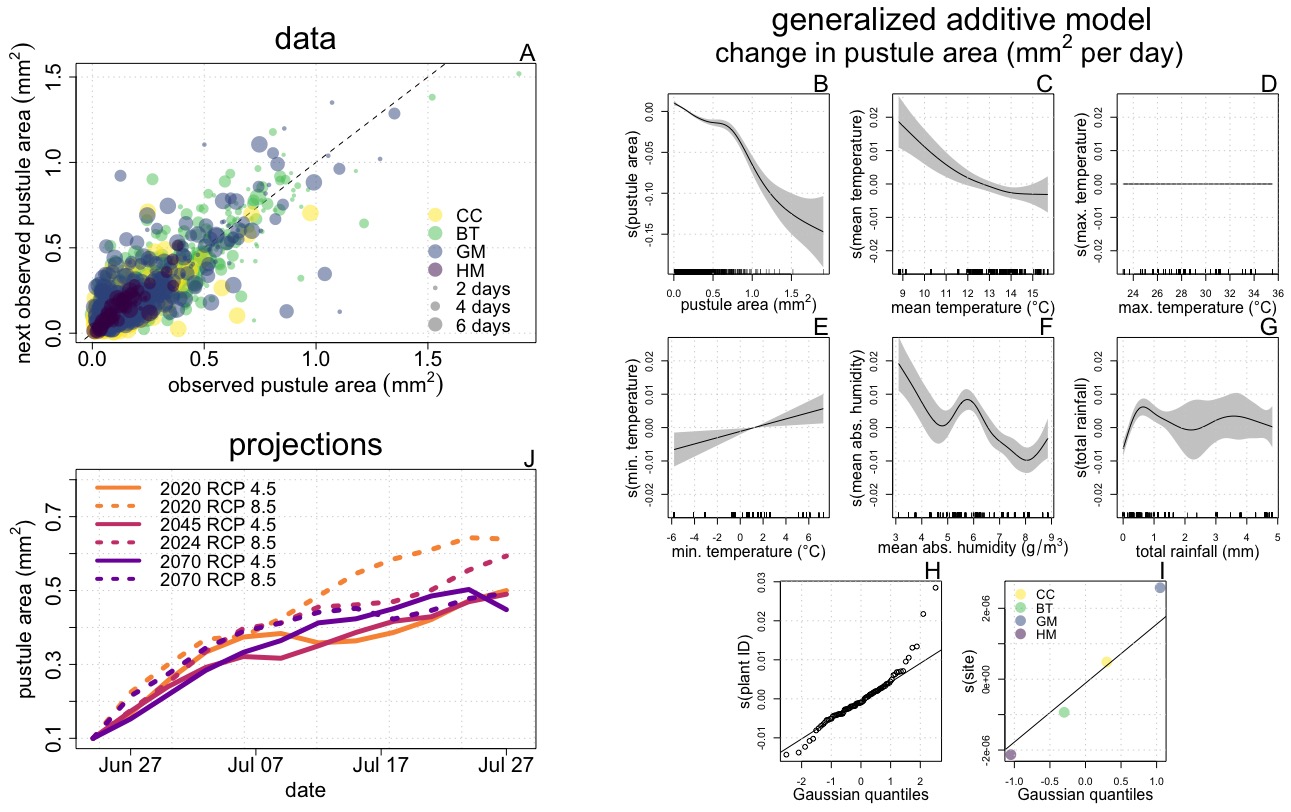 data
A
next observed pustule area (mm2)
1.5
1.0
0.5
0.0
CC
BT
GM
HM
2 days
4 days
6 days
0.0 0.5 1.0 1.5
observed pustule area (mm2)
generalized additive model
change in pustule area (mm2 per day)
B
s(pustule area)
0.00
-0.05
-0.10
-0.15
0.0 0.5 1.0 1.5
pustule area (mm2)
C
s(mean temperature)
0.02
0.01
0.00
-0.01
-0.02
9 10 11 12 13 14 15
mean temperature (°C)
D
s(max. temperature)
0.02
0.01
0.00
-0.01
-0.02
24 26 28 30 32 34 36
max. temperature (°C)
E
s(min. temperature)
0.02
0.01
0.00
-0.01
-0.02
-6 -4 -2 0 2 4 6
min. temperature (°C)
F
s(mean abs. humidity)
0.02
0.01
0.00
-0.01
-0.02
3 4 5 6 7 8 9
mean abs. humidity (g/m3)
G
s(total rainfall)
0.02
0.01
0.00
-0.01
-0.02
0 1 2 3 4 5
total rainfall (mm)
H
s(plant ID)
0.03
0.02
0.01
0.00
-0.01
-2 -1 0 1 2
Gaussian quantiles
I
s(site)
CC
BT
GM
HM
2e-06
0e+00
-2e-06
-1.0 -0.5 0.0 0.5 1.0
Gaussian quantiles
projections
J
pustule area (mm2)
2020 RCP 4.5
2020 RCP 8.5
2045 RCP 4.5
2024 RCP 8.5
2070 RCP 4.5
2070 RCP 8.5
0.7
0.5
0.3
0.1
Jun 27 Jul 07 Jul 17 Jul 27
date